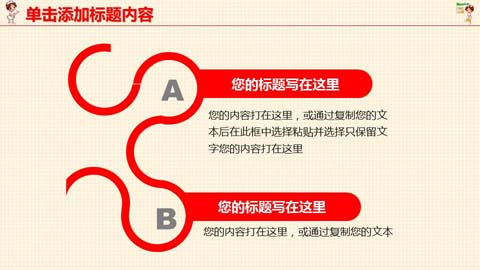 单击添加标题内容
A
您的标题写在这里
您的内容打在这里，或通过复制您的文
本后在此框中选择粘贴并选择只保留文
字您的内容打在这里
B
您的标题写在这里
您的内容打在这里，或通过复制您的文本